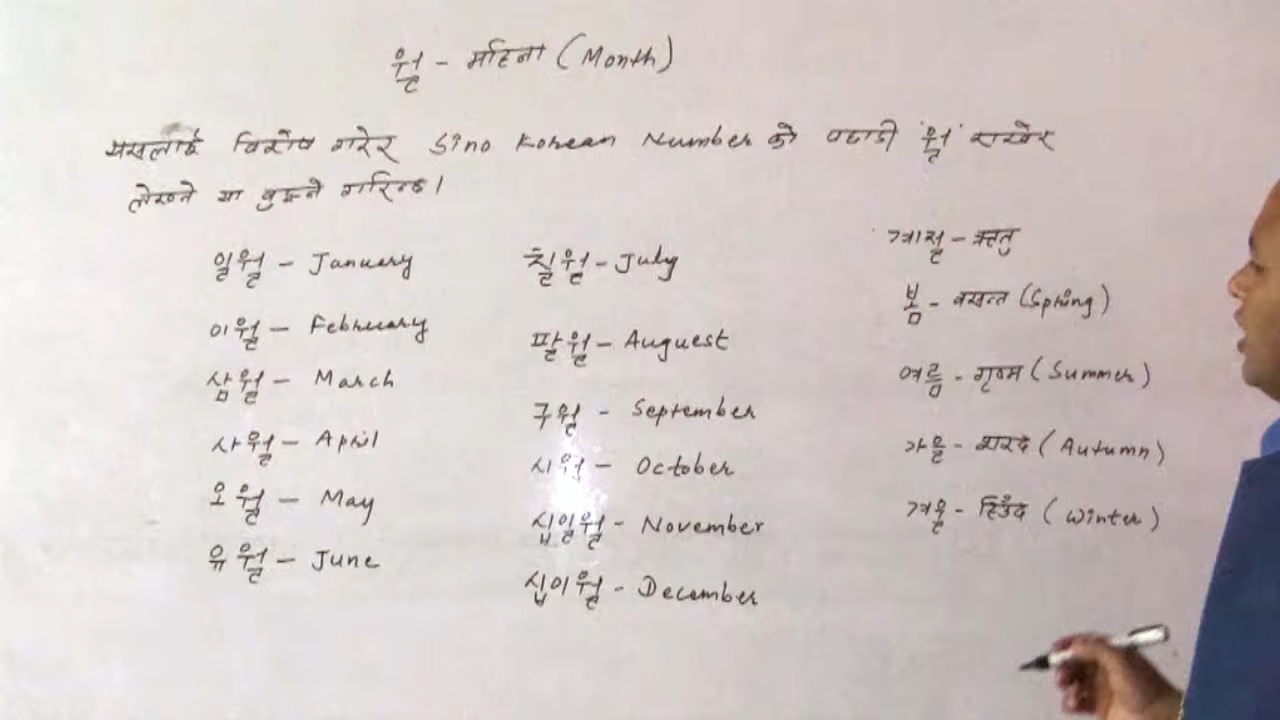 월 - महिना (Month)
यसलाई विशेष गरेर Sino Korean Number को पछाडी '월' राखेर
लेख्ने या बुझ्ने गरिन्छ।
일월 - January
이월 - February
삼월 - March
사월 - April
오월 - May
유월 - June
칠월 - July
팔월 - Auguest
구월 - September
시월 - October
십일월 - November
십이월 - December
계절 - ऋतु
봄 - वसन्त (Spring)
여름 - गृष्म (Summer)
가을 - शरद (Autumn)
겨울 - हिउँद (Winter)